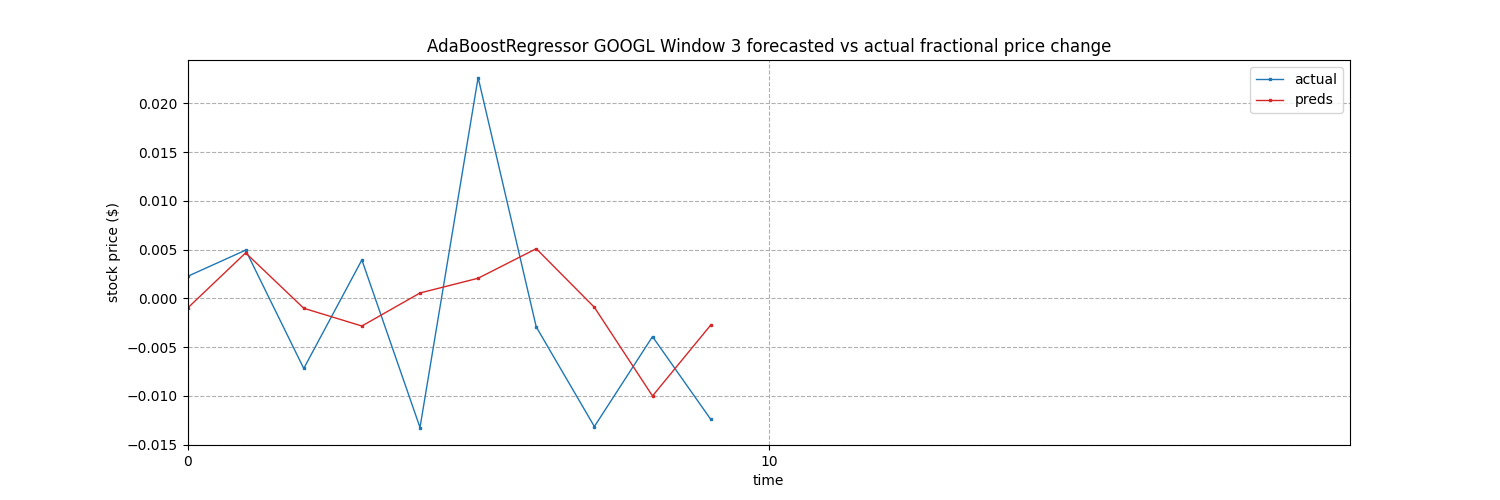 AdaBoostRegressor GOOGL Window 3 forecasted vs actual fractional price change
actual
preds
0.020
0.015
0.010
0.005
0.000
−0.005
−0.010
−0.015
stock price ($)
0
10
time